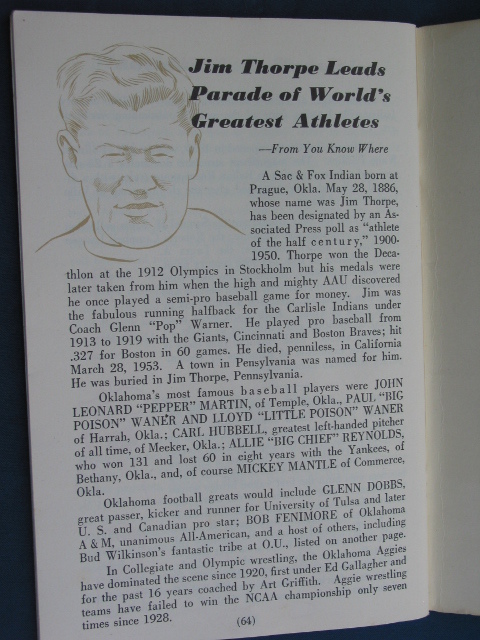 Jim Thorpe Leads
Parade of World's
Greatest Athletes
—From You Know Where
A Sac & Fox Indian born at
Prague, Okla. May 28, 1886,
whose name was Jim Thorpe,
has been designated by an As-
sociated Press poll as "athlete
of the half century," 1900-
1950. Thorpe won the Deca-
thlon at the 1912 Olympics in Stockholm but his medals were
later taken from him when the high and mighty AAU discovered
he once played a semi-pro baseball game for money. Jim was
the fabulous running halfback for the Carlisle Indians under
Coach Glenn "Pop" Warner. He played pro baseball from
1913 to 1919 with the Giants, Cincinnati and Boston Braves; hit
.327 for Boston in 60 games. He died, penniless, in California
March 28, 1953. A town in Pensylvania was named for him.
He was buried in Jim Thorpe, Pennsylvania.
Oklahoma's most famous baseball players were JOHN
LEONARD "PEPPER" MARTIN, of Temple, Okla., PAUL "BIG
POISON" WANER AND LLOYD "LITTLE POISON" WANER
of Harrah, Okla.; CARL HUBBELL, greatest left-handed pitcher
of all time, of Meeker, Okla.; ALLIE "BIG CHIEF" REYNOLDS,
who won 131 and lost 60 in eight years with the Yankees, of
Bethany, Okla., and, of course MICKEY MANTLE of Commerce,
Okla.
Oklahoma football greats would include GLENN DOBBS,
great passer, kicker and runner for University of Tulsa and later
U. S. and Canadian pro star; BOB FENIMORE of Oklahoma
A & M, unanimous All-American, and a host of others, including
Bud Wilkinson's fantastic tribe at O.U., listed on another page.
In Collegiate and Olympic wrestling, the Oklahoma Aggies
have dominated the scene since 1920, first under Ed Gallagher and
for the past 16 years coached by Art Griffith. Aggie wrestling
teams have failed to win the NCAA championship only seven
times since 1928.
(64)